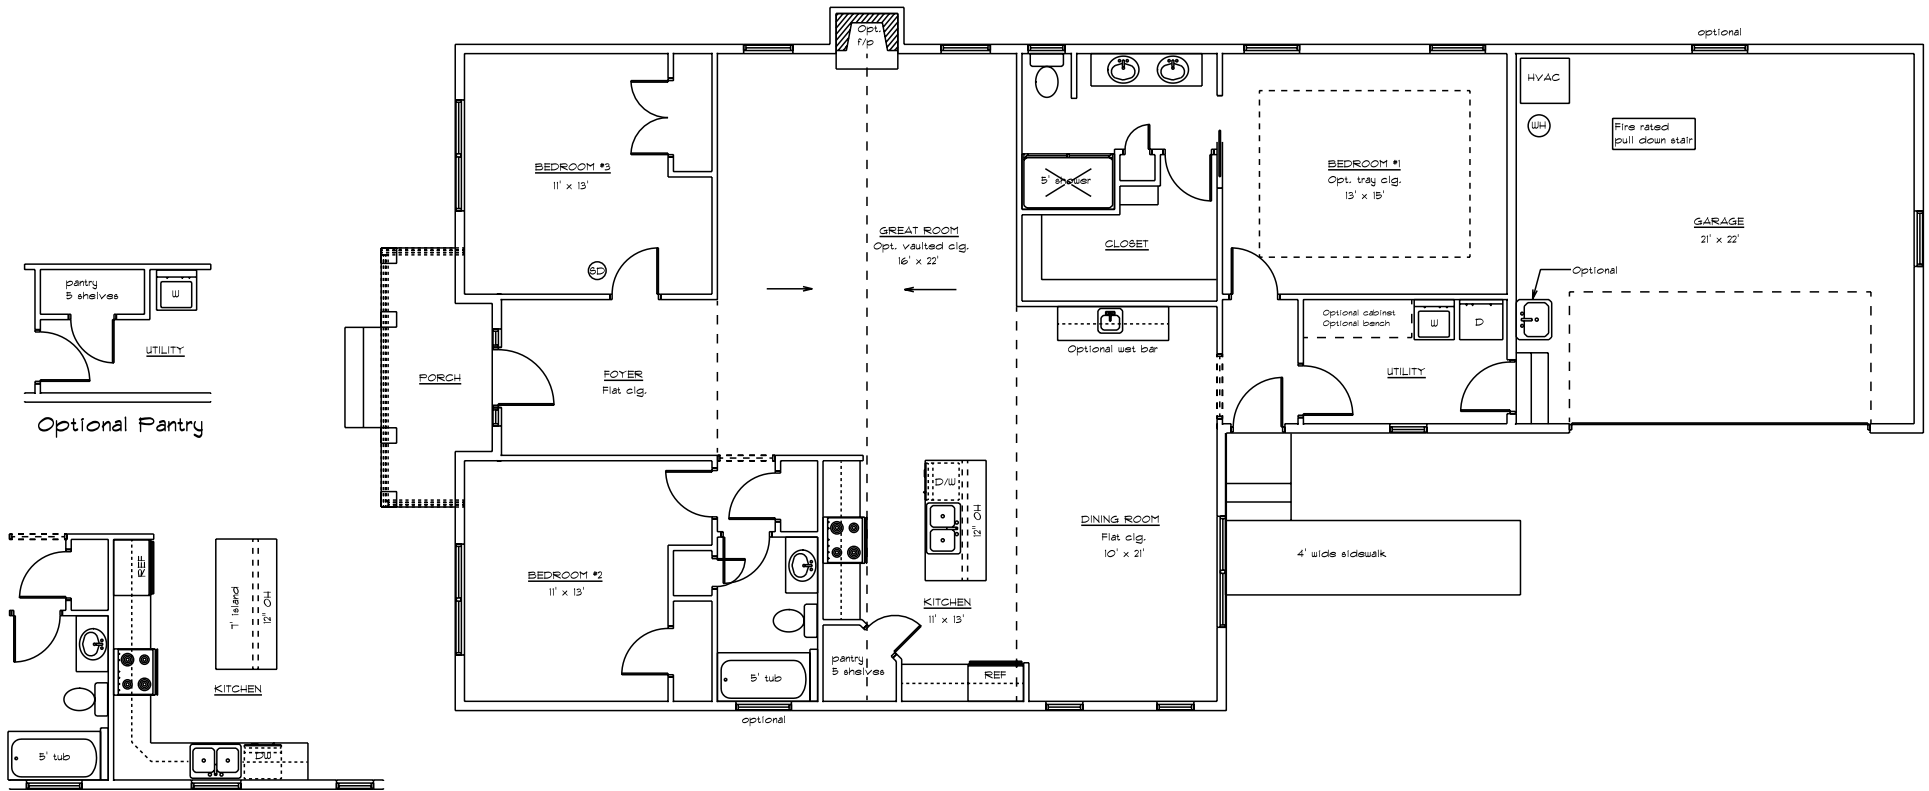 optional
Opt.
f/p
HVAC
WH
Fire rated
pull down stair
BEDROOM #3
11' x 13'
SD
GREAT ROOM
Opt. vaulted clg.
16' x 22'
5' shower
CLOSET
BEDROOM #1
Opt. tray clg.
13' x 15'
GARAGE
21' x 22'
Optional
pantry
5 shelves
W
UTILITY
Optional Pantry
PORCH
FOYER
Flat clg.
Optional wet bar
Optional cabinet
Optional bench
W
D
UTILITY
D/W
12" OH
DINING ROOM
Flat clg.
10' x 21'
4' wide sidewalk
BEDROOM #2
11' x 13'
KITCHEN
11' x 13'
pantry
5 shelves
REF
5' tub
optional
REF
7' island
12" OH
KITCHEN
5' tub
DW